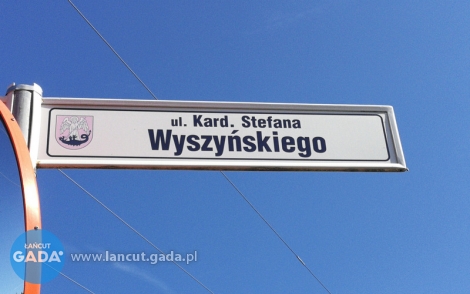 ul. Kard. Stefana
Wyszyńskiego
ŁAŃCUT
GADA
www.lancut.gada.pl